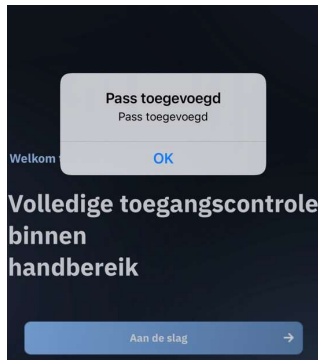 Pass toegevoegd
Pass toegevoegd
OK
Welkom
Volledige toegangscontrole
binnen
handbereik
Aan de slag